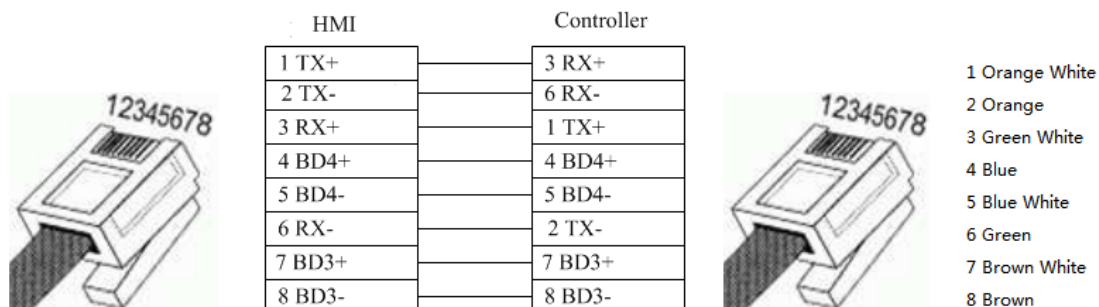 HMI
Controller
1 TX+
3 RX+
2 TX-
6 RX-
3 RX+
1 TX+
4 BD4+
4 BD4+
5 BD4-
5 BD4-
6 RX-
2 TX-
7 BD3+
7 BD3+
8 BD3-
8 BD3-
12345678
12345678
1 Orange White
2 Orange
3 Green White
4 Blue
5 Blue White
6 Green
7 Brown White
8 Brown